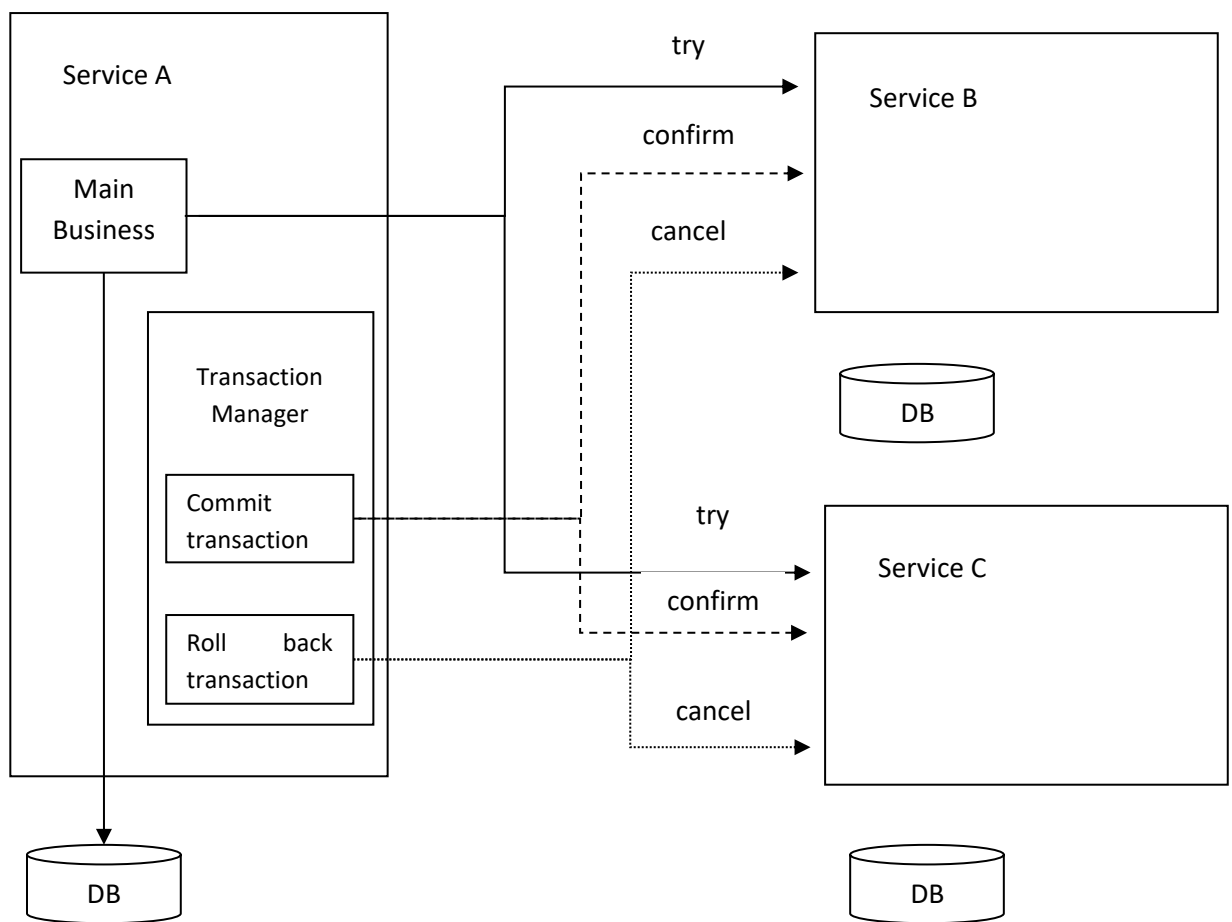 Service A
Main
Business
Transaction
Manager
Commit
transaction
Roll back
transaction
DB
try
confirm
cancel
Service B
DB
try
confirm
cancel
Service C
DB